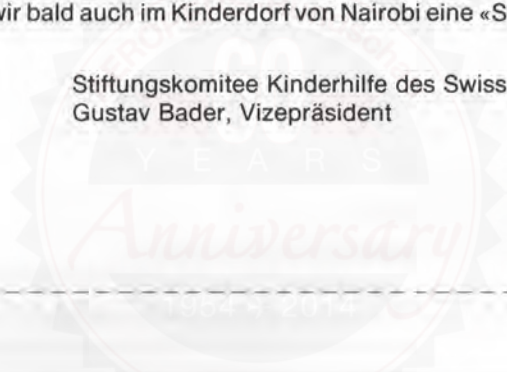 wir bald auch im Kinderdorf von Nairobi eine «S
Stiftungskomitee Kinderhilfe des Swiss
Gustav Bader, Vizepräsident
60
YEARS
Anniversary
1954 - 2014